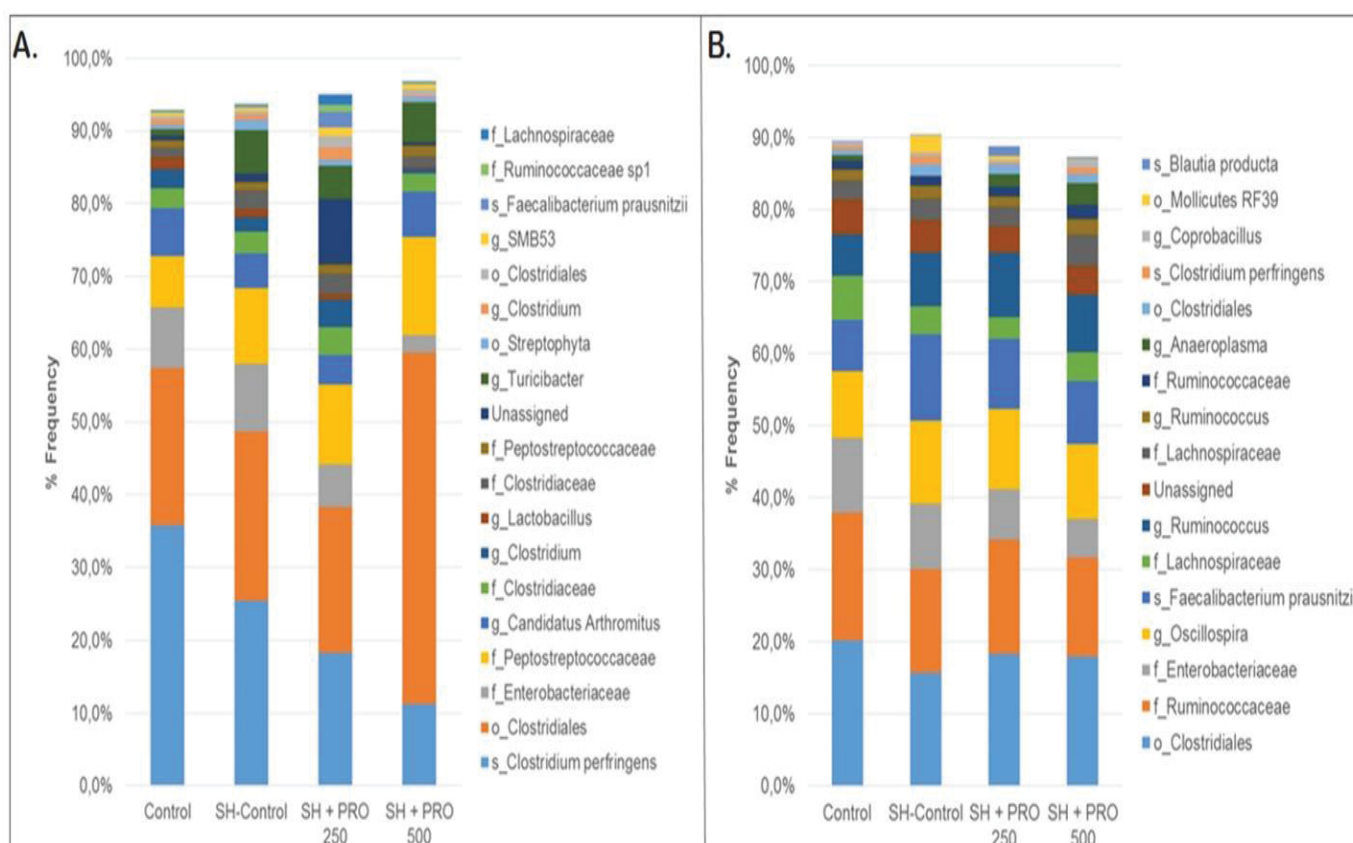 A.
% Frequency
100,0%
90,0%
80,0%
70,0%
60,0%
50,0%
40,0%
30,0%
20,0%
10,0%
0,0%
Control
SH-Control
SH + PRO
250
SH + PRO
500
f_Lachnospiraceae
f_Ruminococcaceae sp1
s_Faecalibacterium prausnitzii
g_SMB53
o_Clostridiales
g_Clostridium
o_Streptophyta
g_Turicibacter
Unassigned
f_Peptostreptococcaceae
f_Clostridiaceae
g_Lactobacillus
g_Clostridium
f_Clostridiaceae
g_Candidatus Arthromitus
f_Peptostreptococcaceae
f_Enterobacteriaceae
o_Clostridiales
s_Clostridium perfringens
B.
% Frequency
100,0%
90,0%
80,0%
70,0%
60,0%
50,0%
40,0%
30,0%
20,0%
10,0%
0,0%
Control
SH-Control
SH + PRO
250
SH + PRO
500
s_Blautia producta
o_Mollicutes RF39
g_Coprobacillus
s_Clostridium perfringens
o_Clostridiales
g_Anaeroplasma
f_Ruminococcaceae
g_Ruminococcus
f_Lachnospiraceae
Unassigned
g_Ruminococcus
f_Lachnospiraceae
s_Faecalibacterium prausnitzi
g_Oscillospira
f_Enterobacteriaceae
f_Ruminococcaceae
o_Clostridiales